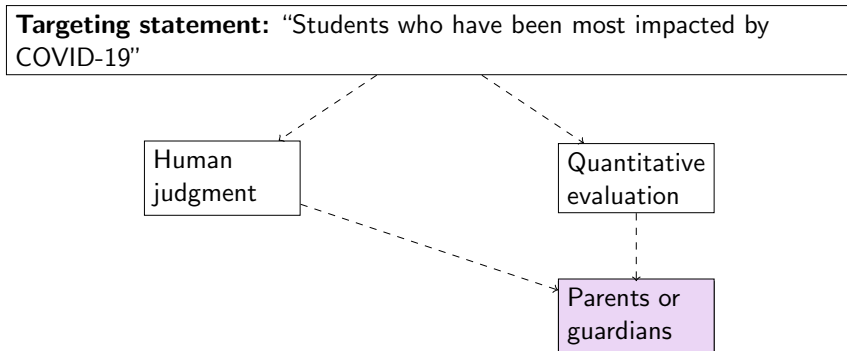 Targeting statement: “Students who have been most impacted by
COVID-19”
Human
judgment
Quantitative
evaluation
Parents or
guardians